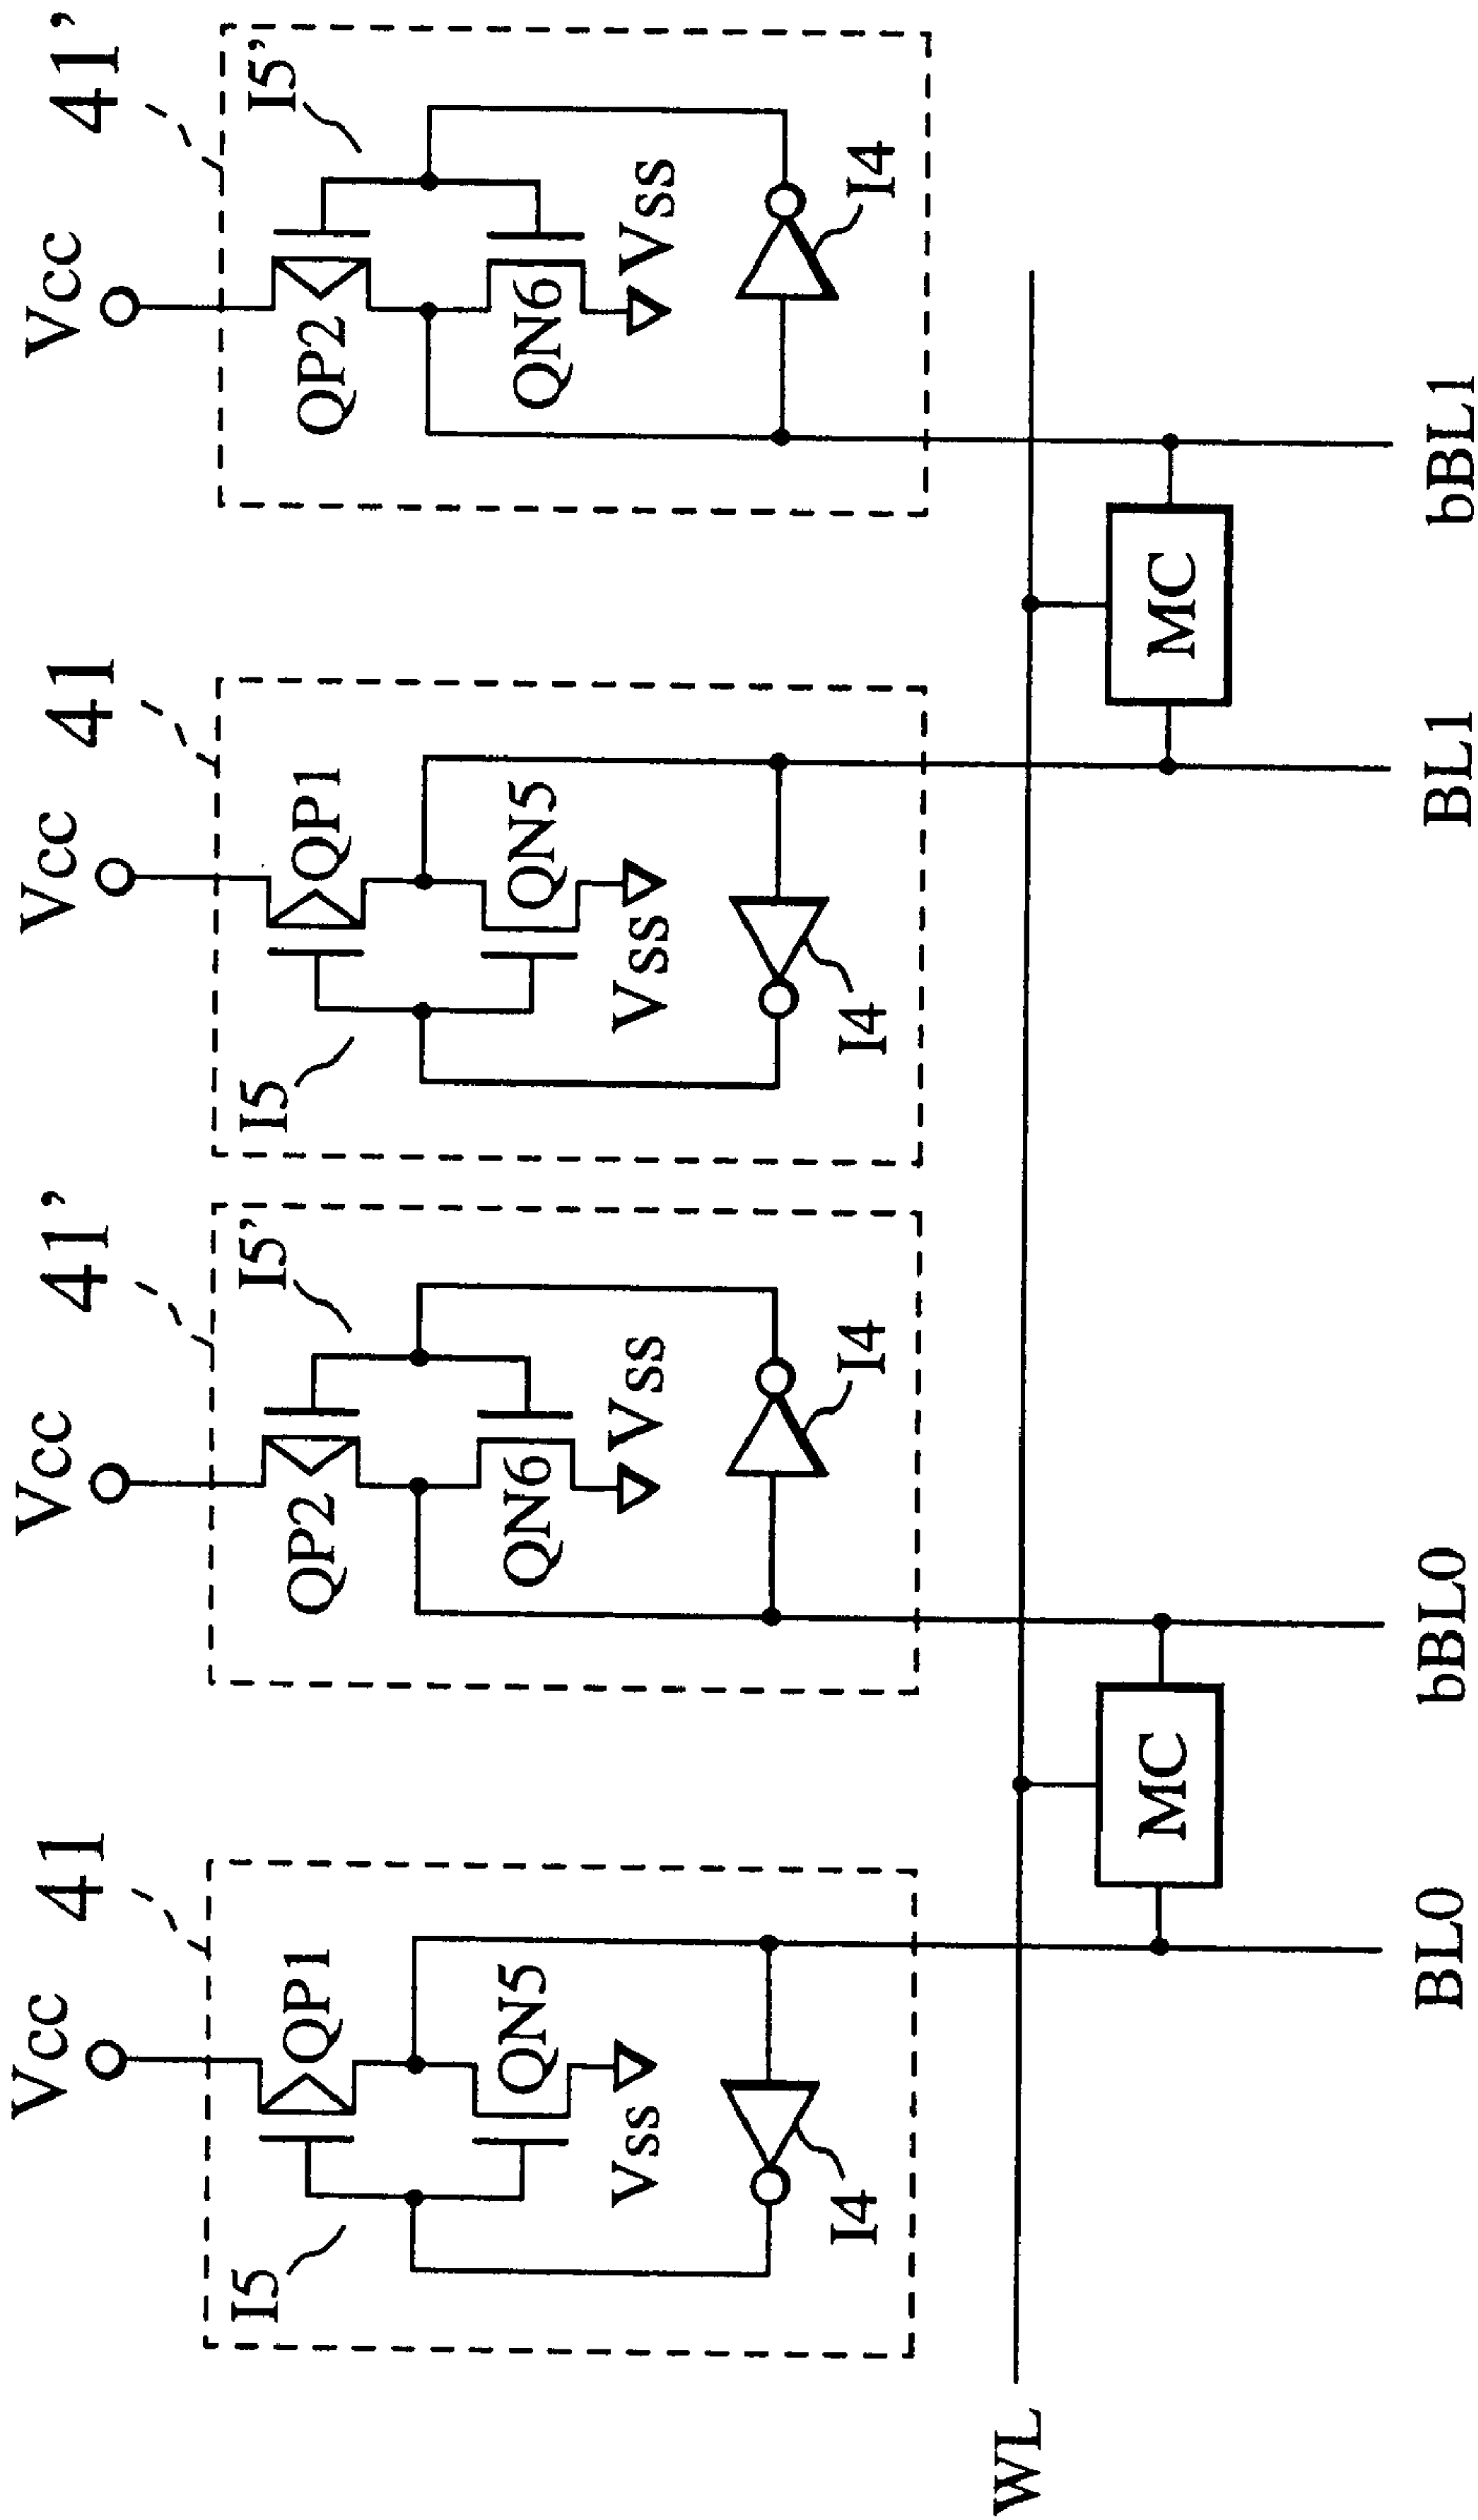 Vcc
41
Vcc
41’
Vcc
41
Vcc
41’
I5
QP1
QP2
I5’
I5
QP1
QP2
I5’
QN5
QN6
QN5
QN6
Vss
Vss
Vss
Vss
I4
I4
I4
I4
WL
MC
MC
BL0
bBL0
BL1
bBL1